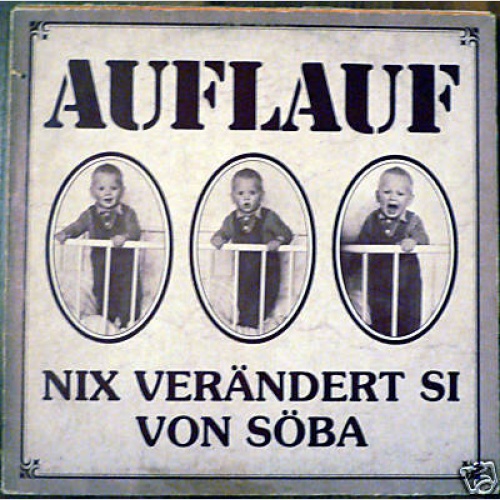 AUFLAUF
NIX VERÄNDERT SI
VON SÖBA